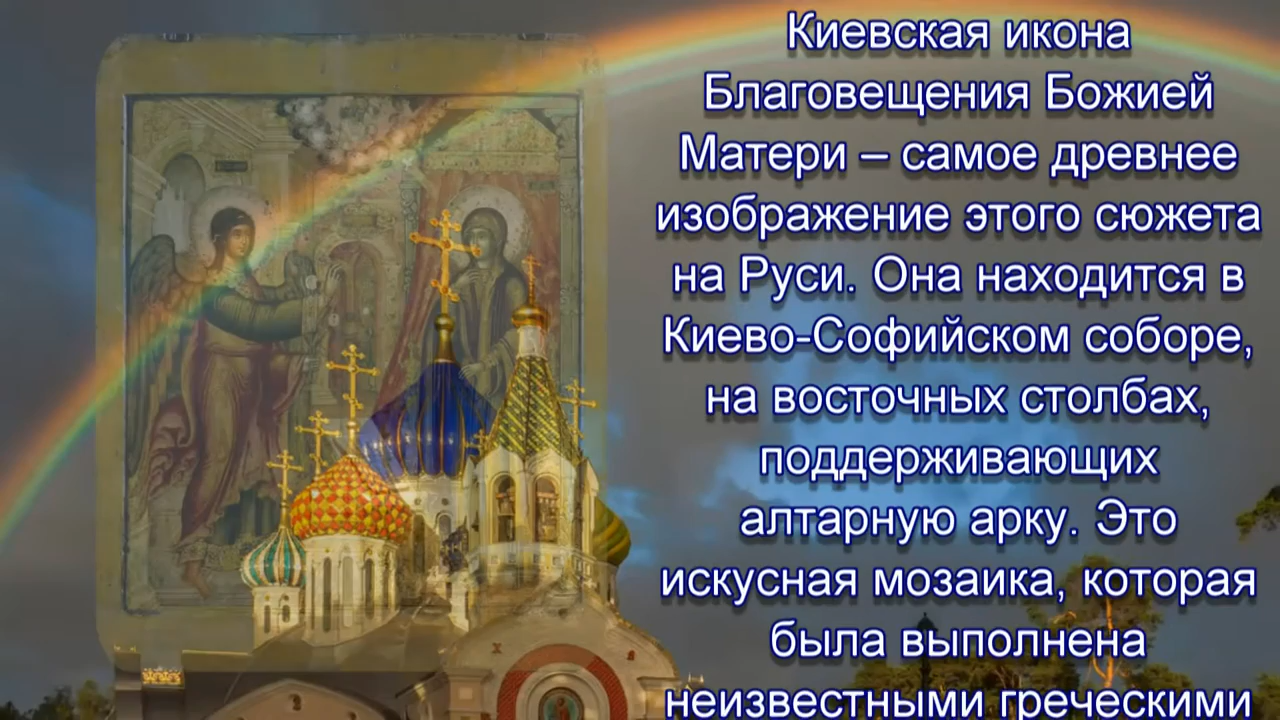 Киевская икона
Благовещения Божией
Матери – самое древнее
изображение этого сюжета
на Руси. Она находится в
Киево-Софийском соборе,
на восточных столбах,
поддерживающих
алтарную арку. Это
искусная мозаика, которая
была выполнена
неизвестными греческими